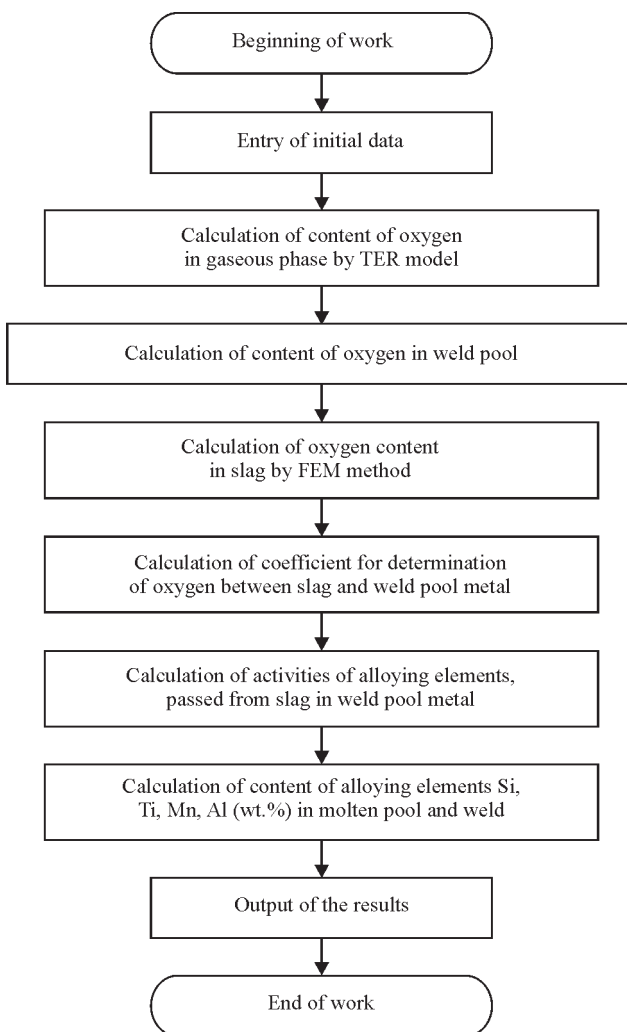 Beginning of work
Entry of initial data
Calculation of content of oxygen
in gaseous phase by TER model
Calculation of content of oxygen in weld pool
Calculation of oxygen content
in slag by FEM method
Calculation of coefficient for determination
of oxygen between slag and weld pool metal
Calculation of activities of alloying elements,
passed from slag in weld pool metal
Calculation of content of alloying elements Si,
Ti, Mn, Al (wt.%) in molten pool and weld
Output of the results
End of work